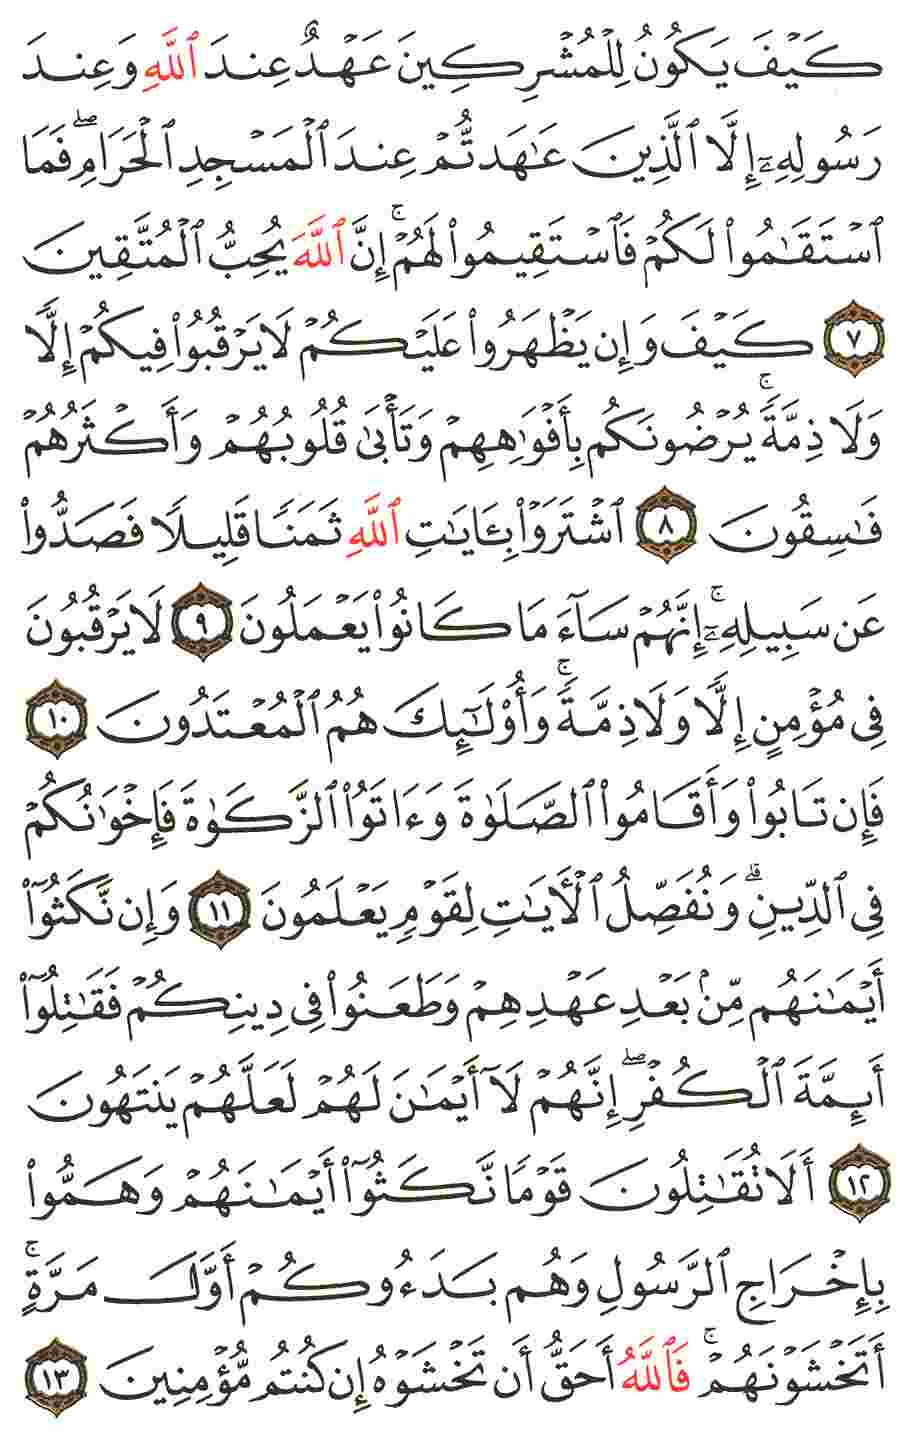 كَيْفَ يَكُونُ لِلْمُشْرِكِينَ عَهْدٌ عِندَ ٱللَّهِ وَعِندَ
رَسُولِهِۦٓ إِلَّا ٱلَّذِينَ عَٰهَدتُّمْ عِندَ ٱلْمَسْجِدِ ٱلْحَرَامِۖ فَمَا
ٱسْتَقَٰمُوا۟ لَكُمْ فَٱسْتَقِيمُوا۟ لَهُمْۚ إِنَّ ٱللَّهَ يُحِبُّ ٱلْمُتَّقِينَ
٧ كَيْفَ وَإِن يَظْهَرُوا۟ عَلَيْكُمْ لَا يَرْقُبُوا۟ فِيكُمْ إِلًّا
وَلَا ذِمَّةًۚ يُرْضُونَكُم بِأَفْوَٰهِهِمْ وَتَأْبَىٰ قُلُوبُهُمْ وَأَكْثَرُهُمْ
فَٰسِقُونَ ٨ ٱشْتَرَوْا۟ بِـَٔايَٰتِ ٱللَّهِ ثَمَنًا قَلِيلًا فَصَدُّوا۟
عَن سَبِيلِهِۦٓۚ إِنَّهُمْ سَآءَ مَا كَانُوا۟ يَعْمَلُونَ ٩ لَا يَرْقُبُونَ
فِى مُؤْمِنٍ إِلًّا وَلَا ذِمَّةًۚ وَأُو۟لَٰٓئِكَ هُمُ ٱلْمُعْتَدُونَ ١٠
فَإِن تَابُوا۟ وَأَقَامُوا۟ ٱلصَّلَوٰةَ وَءَاتَوُا۟ ٱلزَّكَوٰةَ فَإِخْوَٰنُكُمْ
فِى ٱلدِّينِۗ وَنُفَصِّلُ ٱلْـَٔايَٰتِ لِقَوْمٍ يَعْلَمُونَ ١١ وَإِن نَّكَثُوٓا۟
أَيْمَٰنَهُم مِّنۢ بَعْدِ عَهْدِهِمْ وَطَعَنُوا۟ فِى دِينِكُمْ فَقَٰتِلُوٓا۟
أَئِمَّةَ ٱلْكُفْرِۖ إِنَّهُمْ لَآ أَيْمَٰنَ لَهُمْ لَعَلَّهُمْ يَنتَهُونَ
١٢ أَلَا تُقَٰتِلُونَ قَوْمًا نَّكَثُوٓا۟ أَيْمَٰنَهُمْ وَهَمُّوا۟
بِإِخْرَاجِ ٱلرَّسُولِ وَهُم بَدَءُوكُمْ أَوَّلَ مَرَّةٍۚ
أَتَخْشَوْنَهُمْۚ فَٱللَّهُ أَحَقُّ أَن تَخْشَوْهُ إِن كُنتُم مُّؤْمِنِينَ ١٣